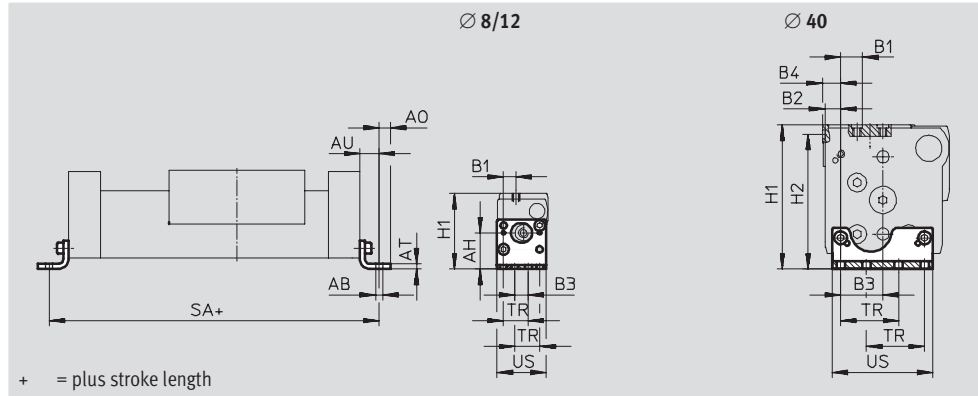 ∅ 8/12
∅ 40
B1
B4
B2
AO
AU
B1
H1
H2
H1
AH
AT
AB
B3
B3
SA+
TR
TR
TR
TR
US
US
+ = plus stroke length